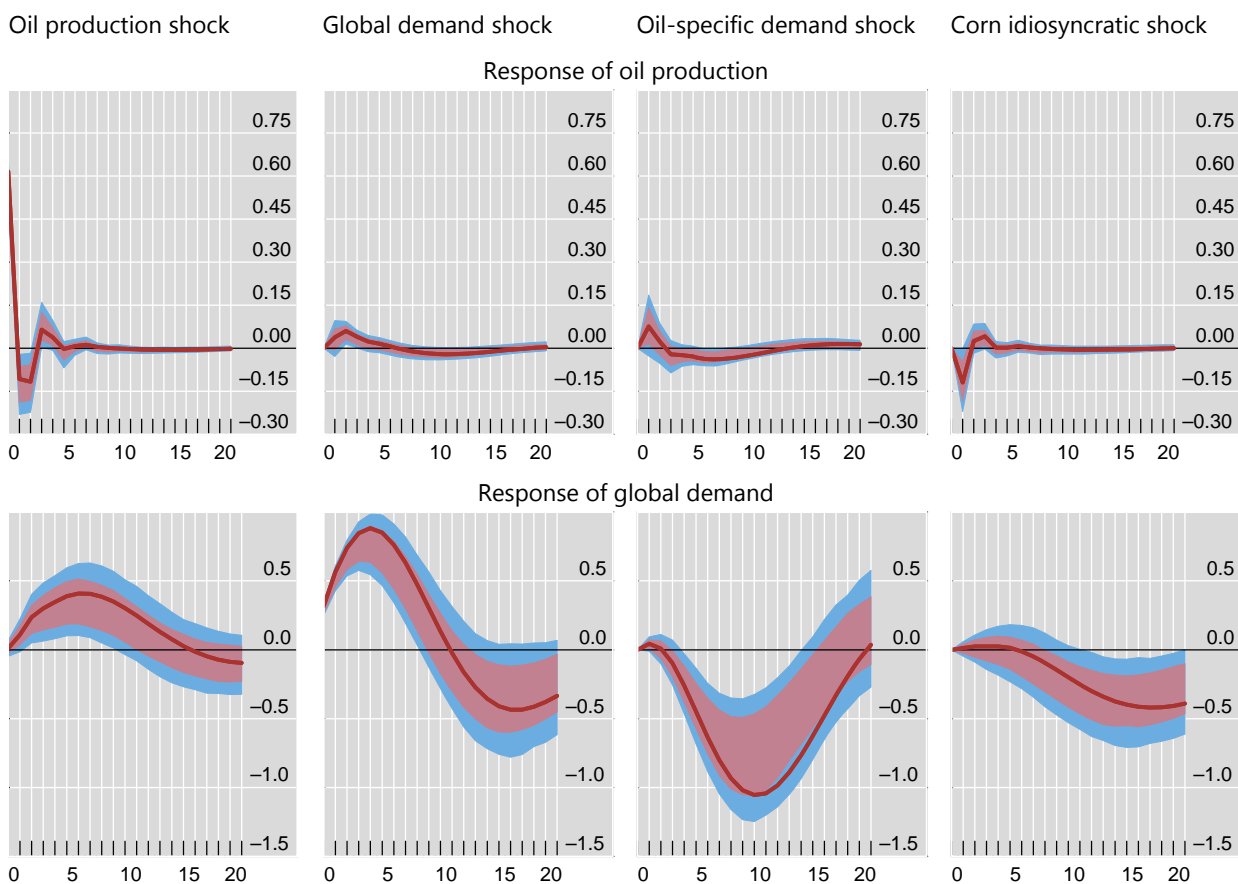 Oil production shock Global demand shock Oil-specific demand shock Corn idiosyncratic shock
Response of oil production
0.75 0.75 0.75 0.75
0.60 0.60 0.60 0.60
0.45 0.45 0.45 0.45
0.30 0.30 0.30 0.30
0.15 0.15 0.15 0.15
0.00 0.00 0.00 0.00
–0.15 –0.15 –0.15 –0.15
–0.30 –0.30 –0.30 –0.30
0 5 10 15 20 0 5 10 15 20 0 5 10 15 20 0 5 10 15 20
Response of global demand
0.5 0.5 0.5 0.5
0.0 0.0 0.0 0.0
–0.5 –0.5 –0.5 –0.5
–1.0 –1.0 –1.0 –1.0
–1.5 –1.5 –1.5 –1.5
0 5 10 15 20 0 5 10 15 20 0 5 10 15 20 0 5 10 15 20